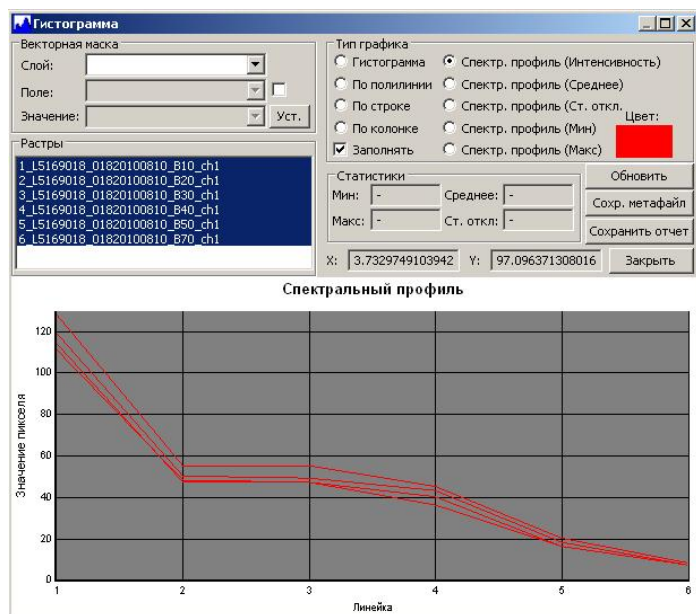 Гистограмма
Векторная маска
Слой:
Поле:
Значение:
Уст.
Растры
1_L5169018_01820100810_B10_ch1
2_L5169018_01820100810_B20_ch1
3_L5169018_01820100810_B30_ch1
4_L5169018_01820100810_B40_ch1
5_L5169018_01820100810_B50_ch1
6_L5169018_01820100810_B70_ch1
Тип графика
Гистограмма
Спектр. профиль (Интенсивность)
По полилинии
Спектр. профиль (Среднее)
По строке
Спектр. профиль (Ст. откл.
Цвет:
По колонке
Спектр. профиль (Мин)
Заполнять
Спектр. профиль (Макс)
Статистики
Мин: -
Среднее: -
Макс: -
Ст. откл: -
Обновить
Сохр. метафайл
Сохранить отчет
X: 3.7329749103942 Y: 97.096371308016
Закрыть
Спектральный профиль
Значение пикселя
120
100
80
60
40
20
0
1 2 3 4 5 6
Линейка